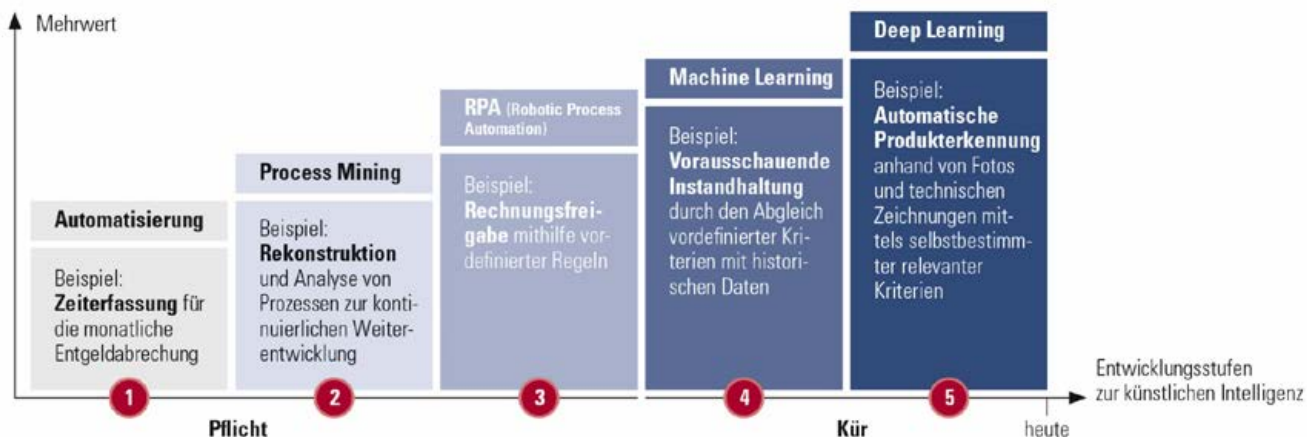 Mehrwert
Automatisierung
Beispiel:
Zeiterfassung für
die monatliche
Entgeldabrechung
1
Process Mining
Beispiel:
Rekonstruktion
und Analyse von
Prozessen zur konti-
nuierlichen Weiter-
entwicklung
2
RPA (Robotic Process
Automation)
Beispiel:
Rechnungsfrei-
gabe mithilfe vor-
definierter Regeln
3
Machine Learning
Beispiel:
Vorausschauende
Instandhaltung
durch den Abgleich
vordefinierter Kri-
terien mit histori-
schen Daten
4
Deep Learning
Beispiel:
Automatische
Produkterkennung
anhand von Fotos
und technischen
Zeichnungen mit-
tels selbstbestimm-
ter relevanter
Kriterien
5
Entwicklungsstufen
zur künstlichen Intelligenz
Pflicht
Kür
heute